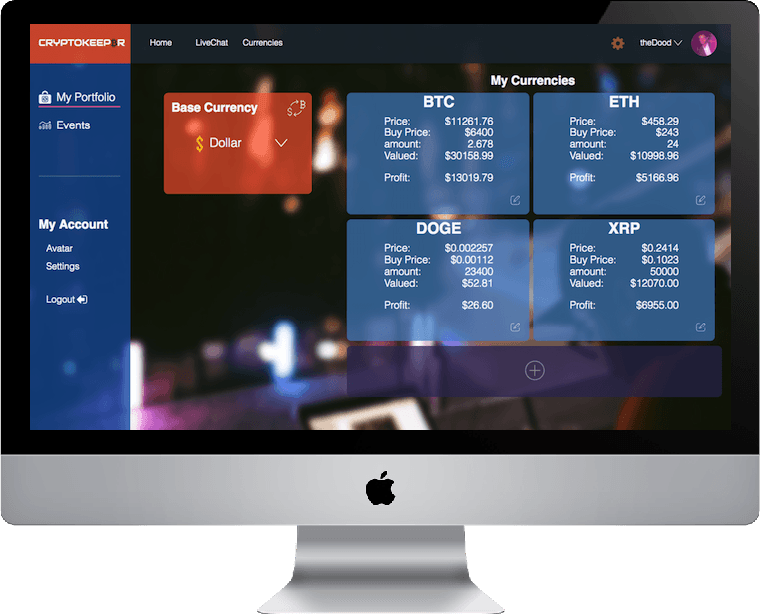 CRYPTOKEEPER
Home
LiveChat
Currencies
theDood
My Portfolio
Events
My Account
Avatar
Settings
Logout
Base Currency
$ B
$ Dollar
My Currencies
BTC
Price: $11261.76
Buy Price: $6400
amount: 2.678
Valued: $30158.99
Profit: $13019.79
ETH
Price: $458.29
Buy Price: $243
amount: 24
Valued: $10998.96
Profit: $5166.96
DOGE
Price: $0.002257
Buy Price: $0.00112
amount: 23400
Valued: $52.81
Profit: $26.60
XRP
Price: $0.2414
Buy Price: $0.1023
amount: 50000
Valued: $12070.00
Profit: $6955.00